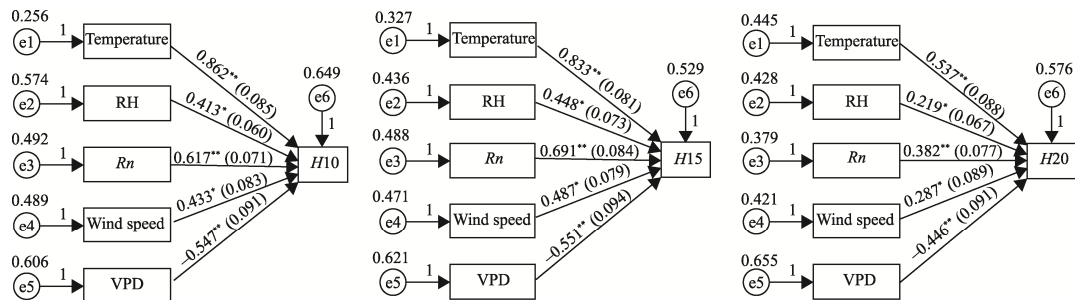 0.256
e1
1
Temperature
0.862** (0.085)
0.574
e2
1
RH
0.413* (0.060)
0.492
e3
1
Rn
0.617** (0.071)
0.489
e4
1
Wind speed
0.433* (0.083)
0.606
e5
1
VPD
−0.547** (0.091)
0.649
e6
1
H10
0.327
e1
1
Temperature
0.833** (0.081)
0.436
e2
1
RH
0.448* (0.073)
0.488
e3
1
Rn
0.691** (0.084)
0.471
e4
1
Wind speed
0.487* (0.079)
0.621
e5
1
VPD
−0.551** (0.094)
0.529
e6
1
H15
0.445
e1
1
Temperature
0.537** (0.088)
0.428
e2
1
RH
0.219* (0.067)
0.379
e3
1
Rn
0.382** (0.077)
0.421
e4
1
Wind speed
0.287* (0.089)
0.655
e5
1
VPD
−0.446** (0.091)
0.576
e6
1
H20